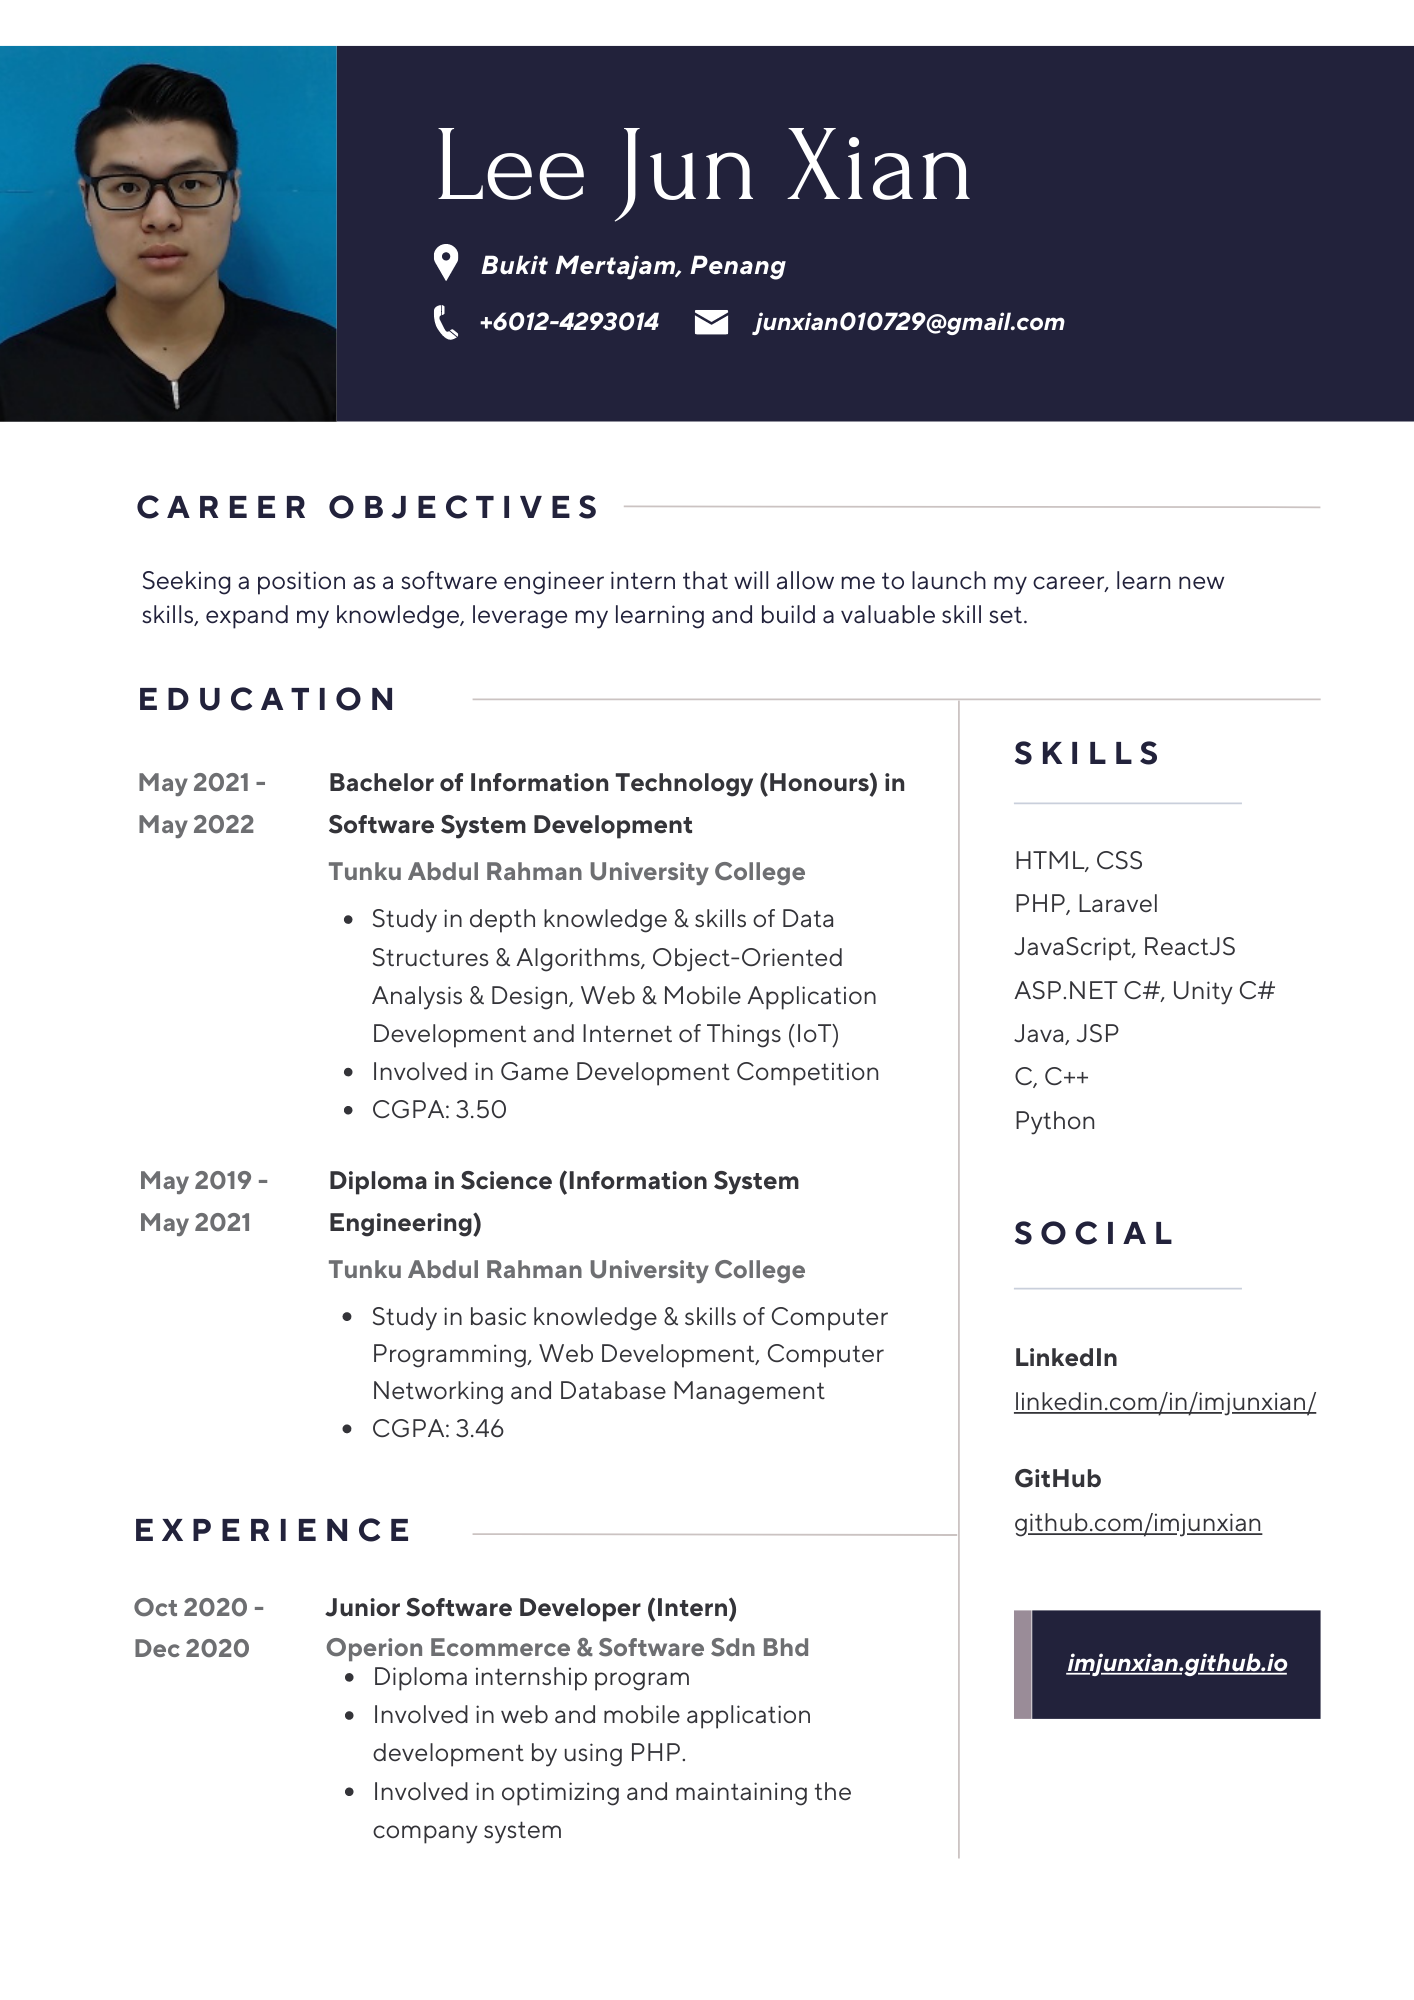 Lee Jun Xian
Bukit Mertajam, Penang
+6012-4293014
junxian010729@gmail.com
CAREER OBJECTIVES
Seeking a position as a software engineer intern that will allow me to launch my career, learn new
skills, expand my knowledge, leverage my learning and build a valuable skill set.
EDUCATION
May 2021 -
May 2022
Bachelor of Information Technology (Honours) in
Software System Development
Tunku Abdul Rahman University College
• Study in depth knowledge & skills of Data
Structures & Algorithms, Object-Oriented
Analysis & Design, Web & Mobile Application
Development and Internet of Things (IoT)
• Involved in Game Development Competition
• CGPA: 3.50
May 2019 -
May 2021
Diploma in Science (Information System
Engineering)
Tunku Abdul Rahman University College
• Study in basic knowledge & skills of Computer
Programming, Web Development, Computer
Networking and Database Management
• CGPA: 3.46
EXPERIENCE
Oct 2020 -
Dec 2020
Junior Software Developer (Intern)
Operion Ecommerce & Software Sdn Bhd
• Diploma internship program
• Involved in web and mobile application
development by using PHP.
• Involved in optimizing and maintaining the
company system
SKILLS
HTML, CSS
PHP, Laravel
JavaScript, ReactJS
ASP.NET C#, Unity C#
Java, JSP
C, C++
Python
SOCIAL
LinkedIn
linkedin.com/in/imjunxian/
GitHub
github.com/imjunxian
imjunxian.github.io